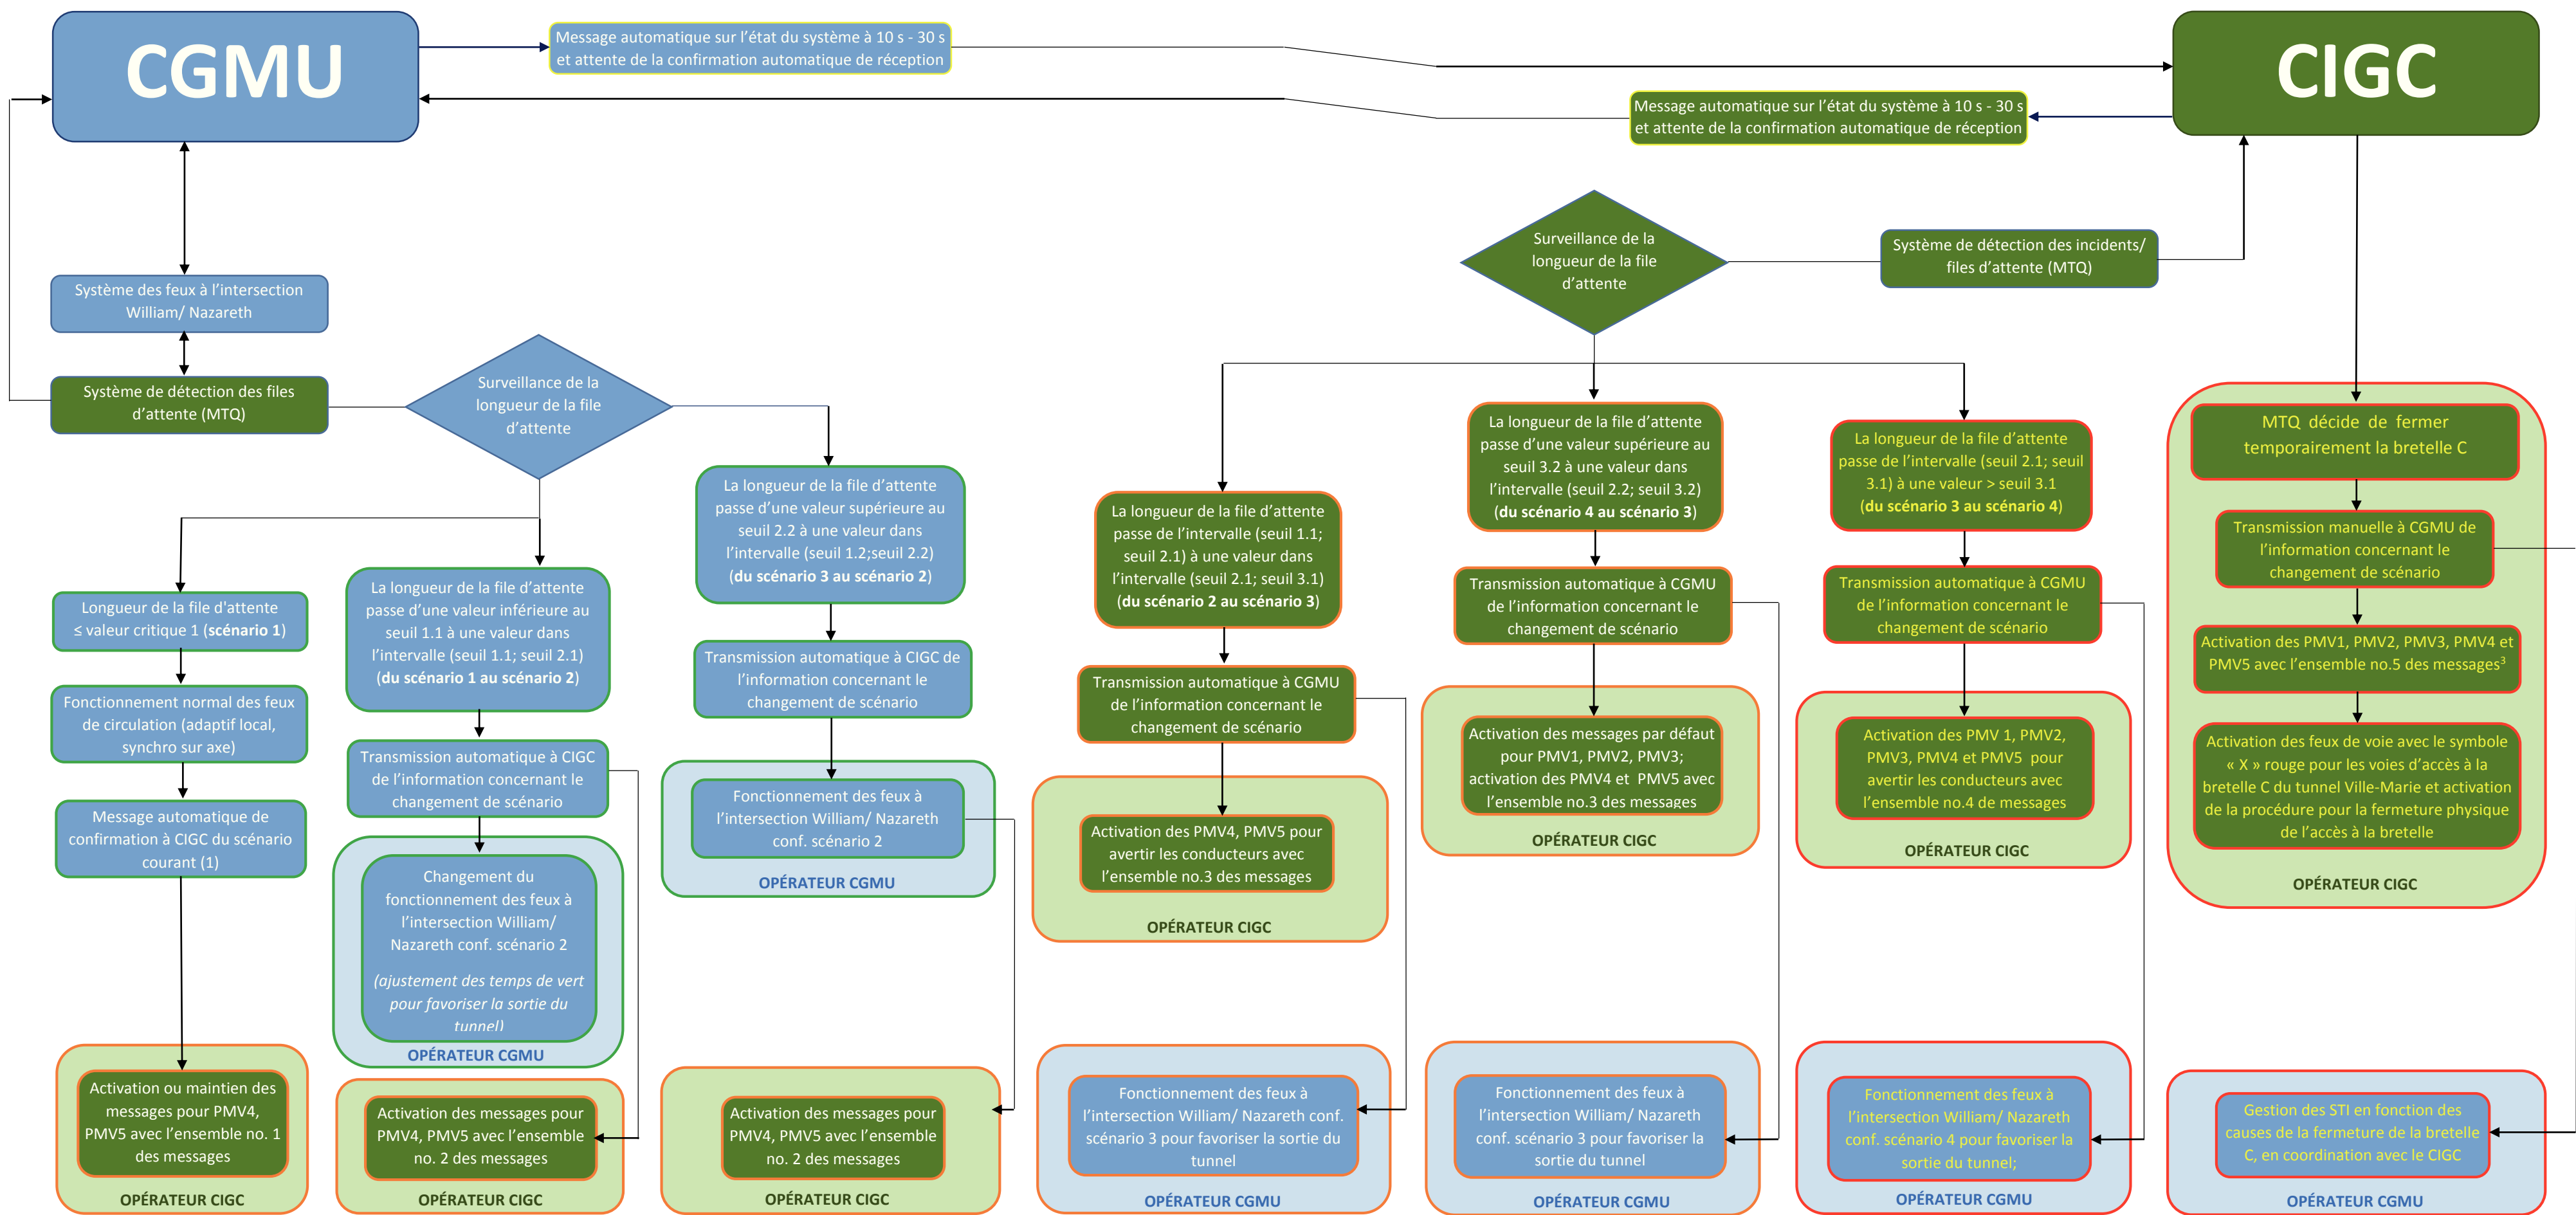 CGMU
Message automatique sur l'état du système à 10 s - 30 s
et attente de la confirmation automatique de réception
CIGC
Message automatique sur l'état du système à 10 s - 30 s
et attente de la confirmation automatique de réception
Système des feux à l'intersection
William/ Nazareth
Système de détection des files
d'attente (MTQ)
Surveillance de la
longueur de la file
d'attente
Surveillance de la
longueur de la file
d'attente
Système de détection des incidents/
files d'attente (MTQ)
Longueur de la file d'attente
≤ valeur critique 1 (scénario 1)
Fonctionnement normal des feux
de circulation (adaptif local,
synchro sur axe)
Message automatique de
confirmation à CIGC du scénario
courant (1)
Activation ou maintien des
messages pour PMV4,
PMV5 avec l'ensemble no. 1
des messages
OPÉRATEUR CIGC
La longueur de la file d'attente
passe d'une valeur inférieure au
seuil 1.1 à une valeur dans
l'intervalle (seuil 1.1; seuil 2.1)
(du scénario 1 au scénario 2)
Transmission automatique à CIGC
de l'information concernant le
changement de scénario
Changement du
fonctionnement des feux à
l'intersection William/
Nazareth conf. scénario 2
(ajustement des temps de vert
pour favoriser la sortie du
tunnel)
OPÉRATEUR CGMU
Activation des messages pour
PMV4, PMV5 avec l'ensemble
no. 2 des messages
OPÉRATEUR CIGC
La longueur de la file d'attente
passe d'une valeur supérieure au
seuil 2.2 à une valeur dans
l'intervalle (seuil 1.2;seuil 2.2)
(du scénario 3 au scénario 2)
Transmission automatique à CIGC de
l'information concernant le
changement de scénario
Fonctionnement des feux à
l'intersection William/ Nazareth
conf. scénario 2
OPÉRATEUR CGMU
Activation des messages pour
PMV4, PMV5 avec l'ensemble
no. 2 des messages
OPÉRATEUR CIGC
La longueur de la file d'attente
passe de l'intervalle (seuil 1.1;
seuil 2.1) à une valeur dans
l'intervalle (seuil 2.1; seuil 3.1)
(du scénario 2 au scénario 3)
Transmission automatique à CGMU
de l'information concernant le
changement de scénario
Activation des PMV4, PMV5 pour
avertir les conducteurs avec
l'ensemble no.3 des messages
OPÉRATEUR CIGC
Fonctionnement des feux à
l'intersection William/ Nazareth conf.
scénario 3 pour favoriser la sortie du
tunnel
OPÉRATEUR CGMU
La longueur de la file d'attente
passe d'une valeur supérieure au
seuil 3.2 à une valeur dans
l'intervalle (seuil 2.2; seuil 3.2)
(du scénario 4 au scénario 3)
Transmission automatique à CGMU
de l'information concernant le
changement de scénario
Activation des messages par défaut
pour PMV1, PMV2, PMV3;
activation des PMV4 et PMV5 avec
l'ensemble no.3 des messages
OPÉRATEUR CIGC
Fonctionnement des feux à
l'intersection William/ Nazareth
conf. scénario 3 pour favoriser la
sortie du tunnel
OPÉRATEUR CGMU
La longueur de la file d'attente
passe de l'intervalle (seuil 2.1; seuil
3.1) à une valeur > seuil 3.1
(du scénario 3 au scénario 4)
Transmission automatique à CGMU
de l'information concernant le
changement de scénario
Activation des PMV 1, PMV2,
PMV3, PMV4 et PMV5 pour
avertir les conducteurs avec
l'ensemble no.4 de messages
OPÉRATEUR CIGC
Fonctionnement des feux à
l'intersection William/ Nazareth
conf. scénario 4 pour favoriser la
sortie du tunnel;
OPÉRATEUR CGMU
MTQ décide de fermer
temporairement la bretelle C
Transmission manuelle à CGMU de
l'information concernant le
changement de scénario
Activation des PMV1, PMV2, PMV3, PMV4 et
PMV5 avec l'ensemble no.5 des messages³
Activation des feux de voie avec le symbole
« X » rouge pour les voies d'accès à la
bretelle C du tunnel Ville-Marie et activation
de la procédure pour la fermeture physique
de l'accès à la bretelle
OPÉRATEUR CIGC
Gestion des STI en fonction des
causes de la fermeture de la bretelle
C, en coordination avec le CIGC
OPÉRATEUR CGMU